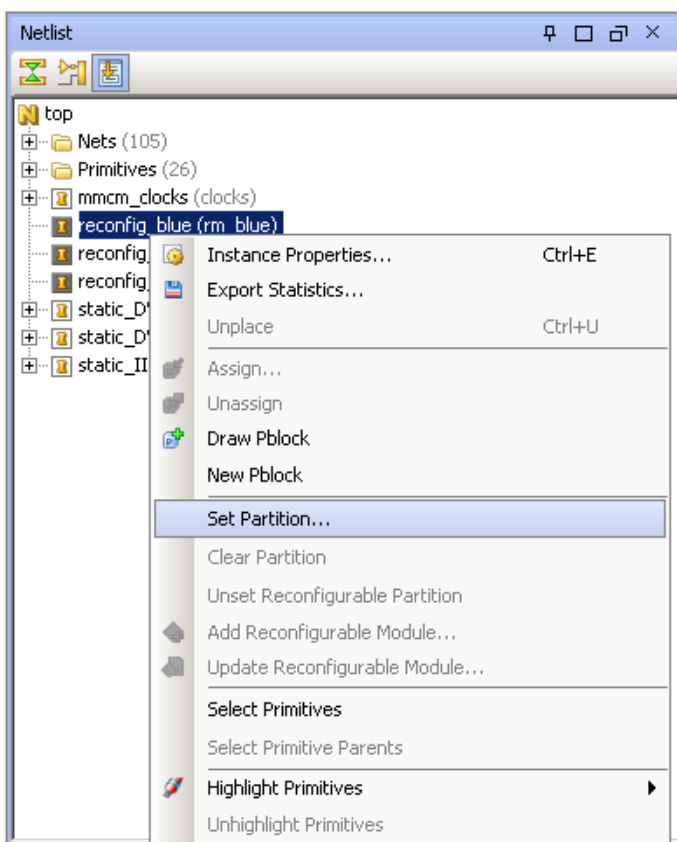 Netlist
top
Nets (105)
Primitives (26)
mmcm_clocks (clocks)
reconfig_blue (rm_blue)
reconfig_
reconfig_
static_D'
static_D'
static_II
Instance Properties... Ctrl+E
Export Statistics...
Unplace Ctrl+U
Assign...
Unassign
Draw Pblock
New Pblock
Set Partition...
Clear Partition
Unset Reconfigurable Partition
Add Reconfigurable Module...
Update Reconfigurable Module...
Select Primitives
Select Primitive Parents
Highlight Primitives
Unhighlight Primitives